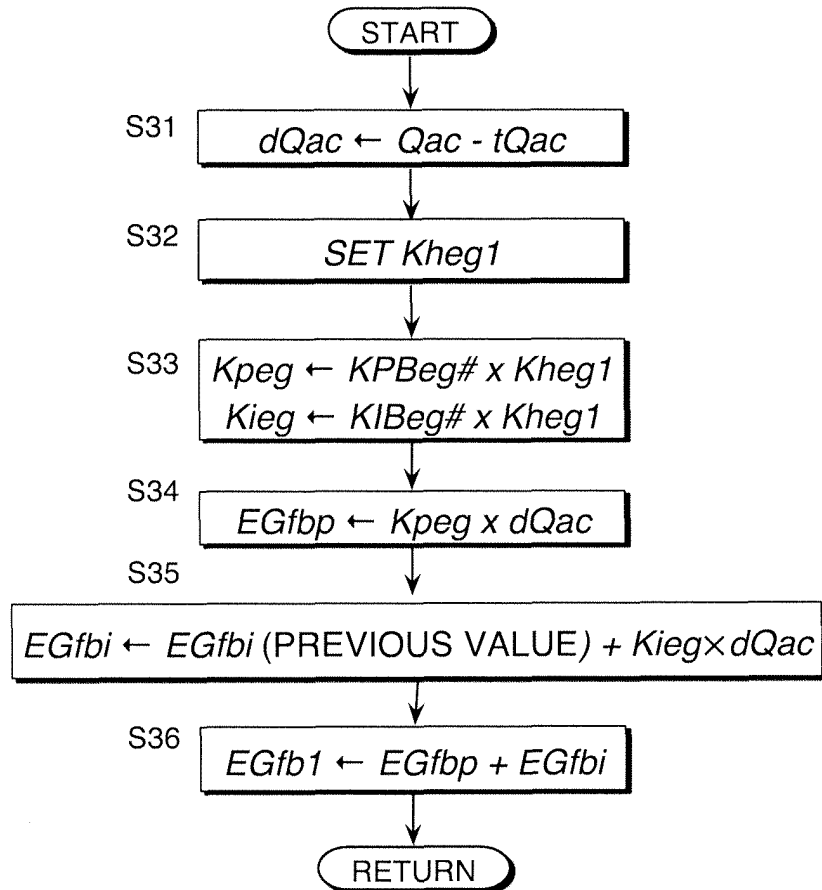 START
S31
dQac ← Qac - tQac
S32
SET Kheg1
S33
Kpeg ← KPBeg# x Kheg1
Kieg ← KIBeg# x Kheg1
S34
EGfbp ← Kpeg x dQac
S35
EGfbi ← EGfbi (PREVIOUS VALUE) + Kieg×dQac
S36
EGfb1 ← EGfbp + EGfbi
RETURN